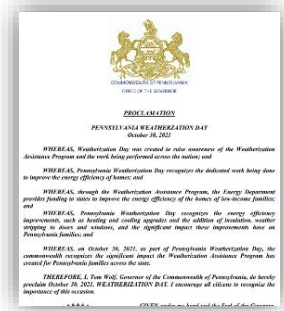 COMMONWEALTH OF PENNSYLVANIA
OFFICE OF THE GOVERNOR
PROCLAMATION
PENNSYLVANIA WEATHERIZATION DAY
October 30, 2021
WHEREAS, Weatherization Day was created to raise awareness of the Weatherization
Assistance Program and the work being performed across the nation; and
WHEREAS, Pennsylvania Weatherization Day recognizes the dedicated work being done
to improve the energy efficiency of homes; and
WHEREAS, through the Weatherization Assistance Program, the Energy Department
provides funding to states to improve the energy efficiency of the homes of low-income families;
and
WHEREAS, Pennsylvania Weatherization Day recognizes the energy efficiency
improvements, such as heating and cooling upgrades and the addition of insulation, weather
stripping to doors and windows, and the significant impact these improvements have on
Pennsylvania families; and
WHEREAS, on October 30, 2021, as part of Pennsylvania Weatherization Day, the
commonwealth recognizes the significant impact the Weatherization Assistance Program has
created for Pennsylvania families across the state.
THEREFORE, I, Tom Wolf, Governor of the Commonwealth of Pennsylvania, do hereby
proclaim October 30, 2021, WEATHERIZATION DAY. I encourage all citizens to recognize the
importance of this occasion.
GIVEN under my hand and the Seal of the Governor